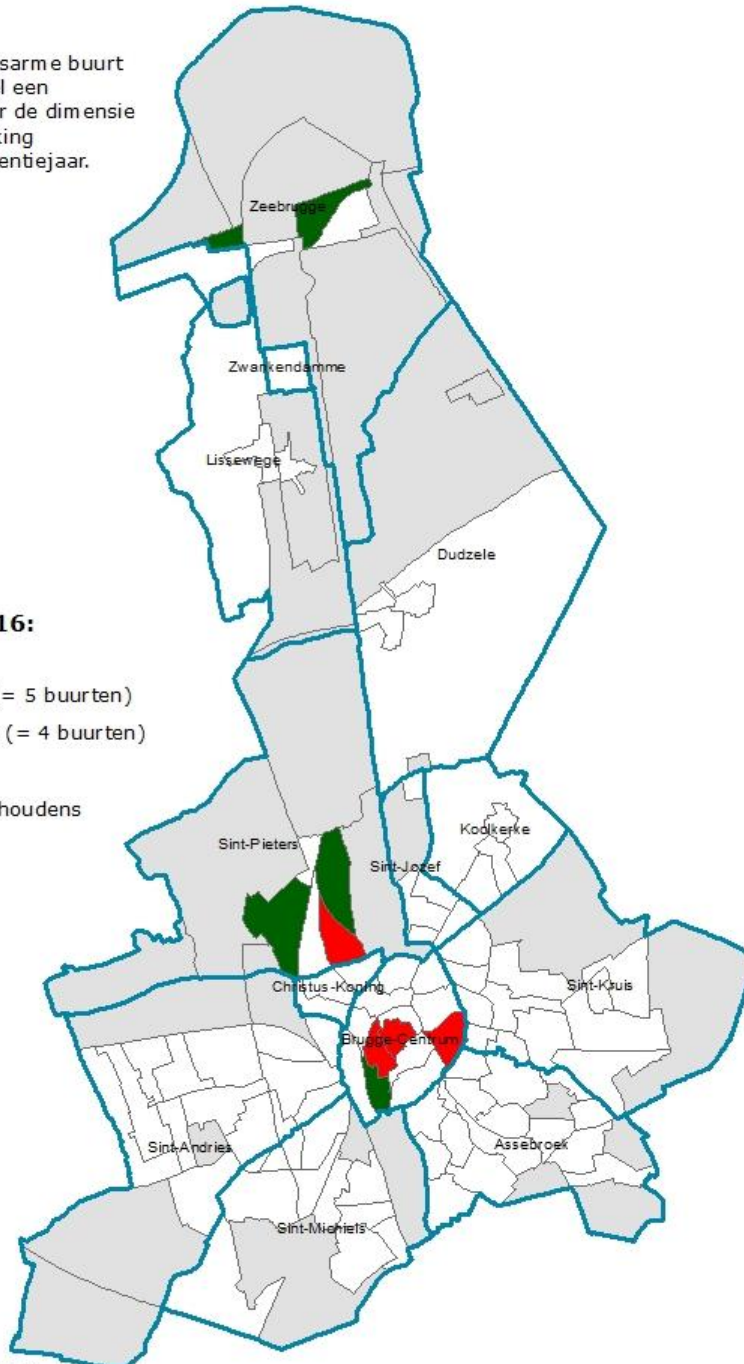 sarme buurt
l een
r de dimensie
king
entiejaar.
Zeebrugge
Zwankendamme
Lissewege
Dudzele
16:
(= 5 buurten)
(= 4 buurten)
houdens
Koolkerke
Sint-Pieters
Sint-Jozef
Christus-Koning
Sint-Kruis
Brugge-Centrum
Sint-Andries
Assebroek
Sint-Michiels